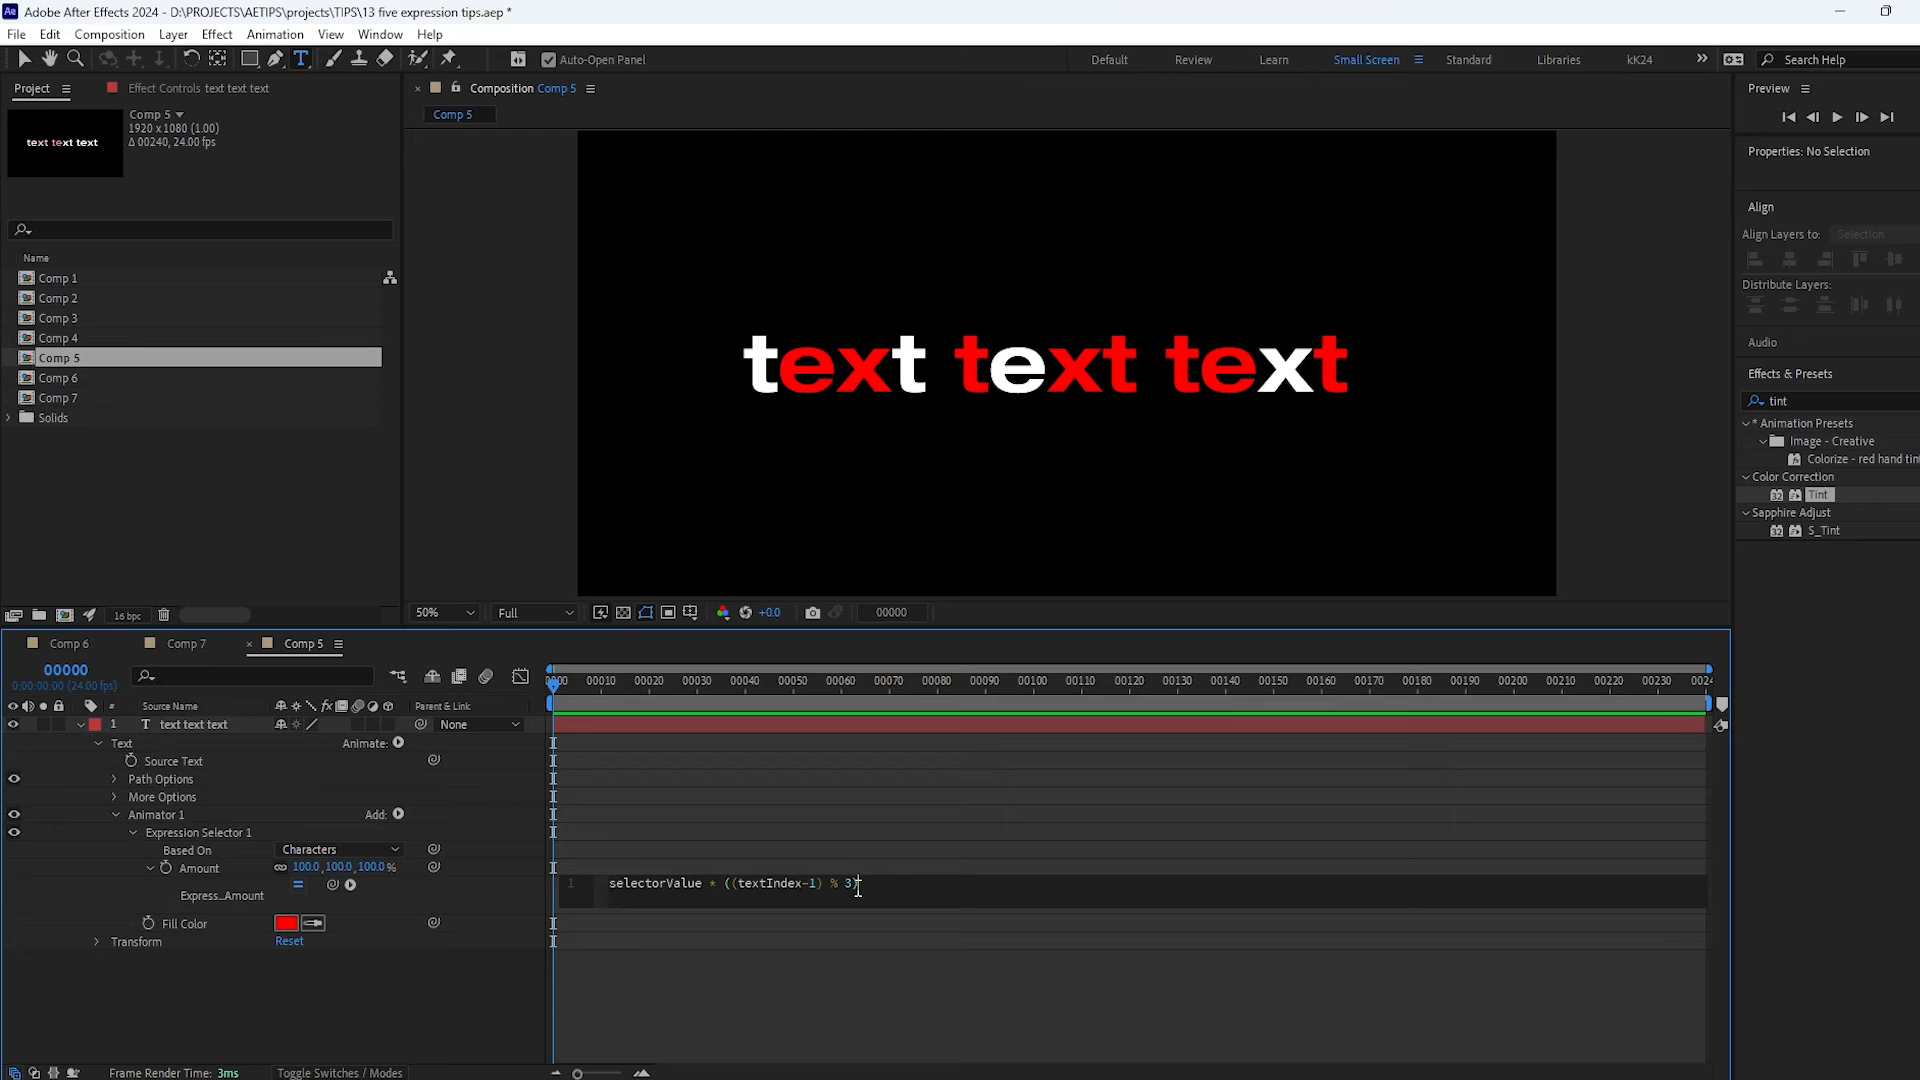 Ae Adobe After Effects 2024 - D:\PROJECTS\AETIPS\projects\TIPS\13 five expression tips.aep *
File Edit Composition Layer Effect Animation View Window Help
T Auto-Open Panel Default Review Learn Small Screen Standard Libraries kK24 Search Help
Project Effect Controls text text text
Composition Comp 5
Preview
Comp 5
1920 x 1080 (1.00)
Δ 00240, 24.00 fps
text text text
Comp 5
Properties: No Selection
Align
Align Layers to: Selection
Distribute Layers:
Audio
Effects & Presets
tint
* Animation Presets
Image - Creative
Colorize - red hand tin
Color Correction
32 Tint
Sapphire Adjust
32 S_Tint
Name
Comp 1
Comp 2
Comp 3
Comp 4
Comp 5
Comp 6
Comp 7
Solids
text text text
16 bpc
50% Full +0.0 00000
Comp 6 Comp 7 Comp 5
00000
0:00:00:00 (24.00 fps)
00010 00020 00030 00040 00050 00060 00070 00080 00090 00100 00110 00120 00130 00140 00150 00160 00170 00180 00190 00200 00210 00220 00230
# Source Name fx Parent & Link
1 T text text text None
Text Animate:
Source Text
Path Options
More Options
Animator 1 Add:
Expression Selector 1
Based On Characters
Amount 100.0, 100.0, 100.0 %
Express_Amount
1 selectorValue * ((textIndex-1) % 3)
Fill Color
Transform Reset
Frame Render Time: 3ms Toggle Switches / Modes